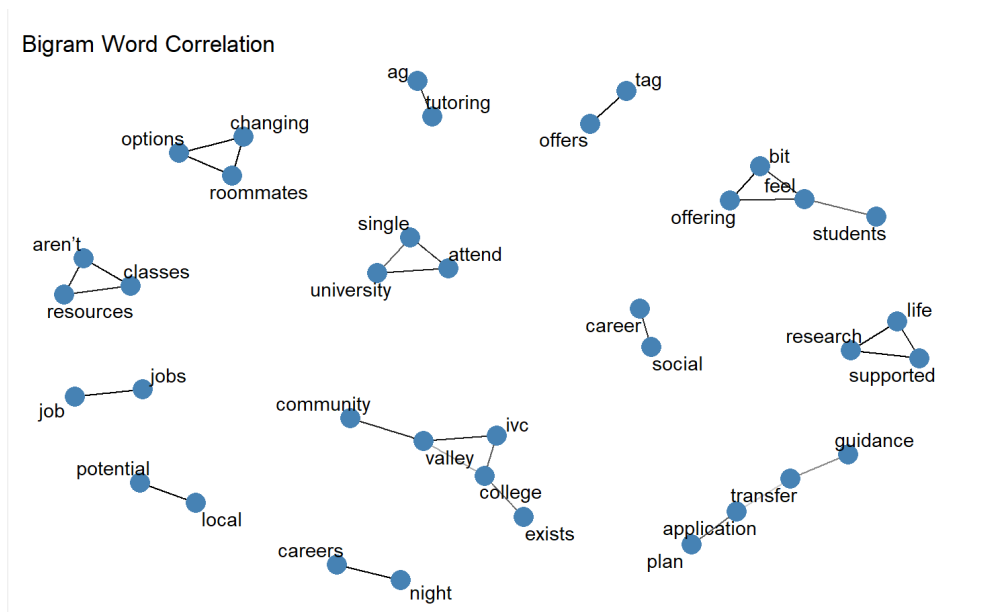 Bigram Word Correlation
ag
tag
tutoring
changing
options
offers
bit
feel
roommates
offering
single
students
aren't
attend
classes
university
resources
life
career
research
social
supported
jobs
job
community
ivc
guidance
valley
potential
college
transfer
local
application
exists
careers
plan
night